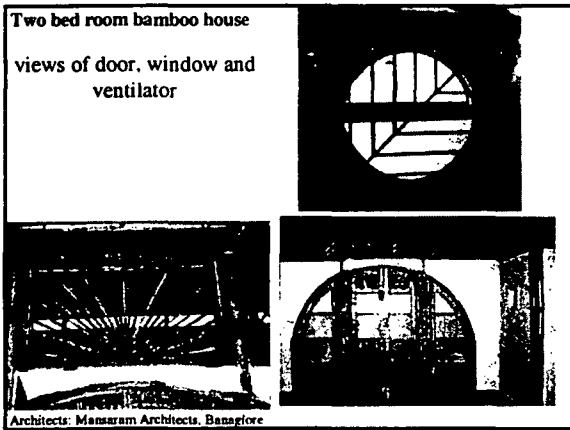 Two bed room bamboo house
views of door, window and
ventilator
Architects: Mansaram Architects, Banaglore